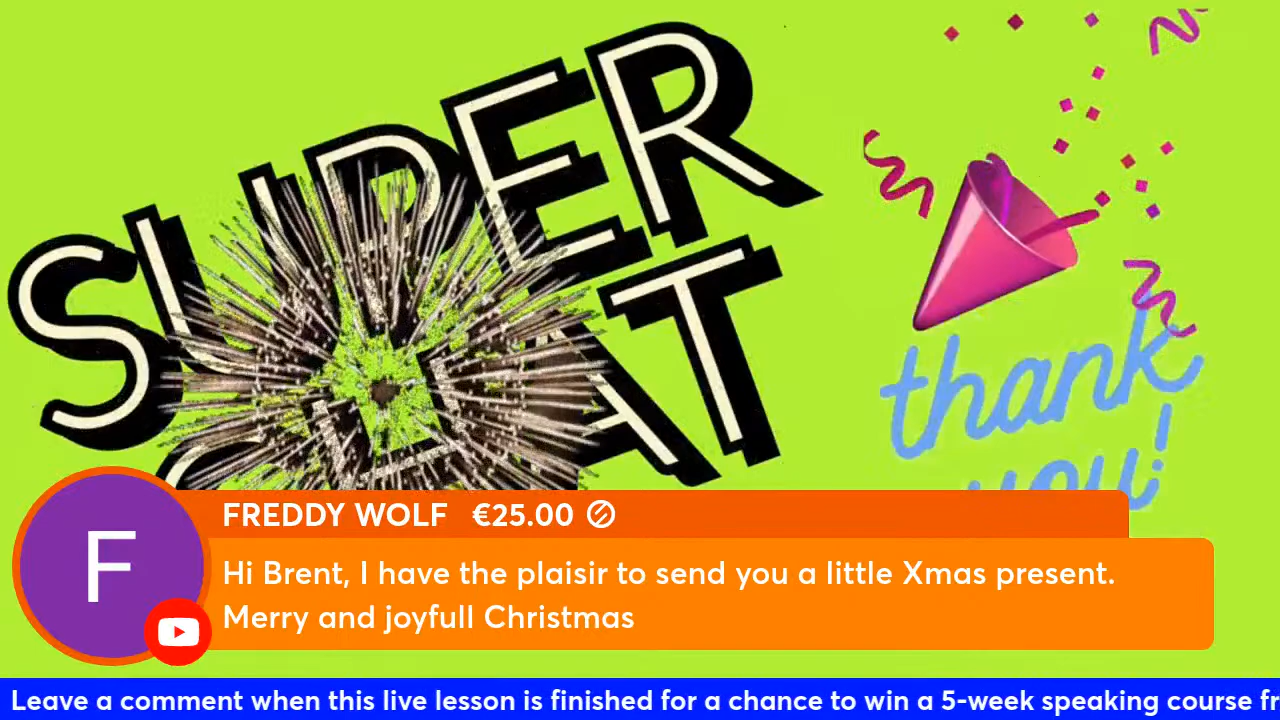 SUPER
CHAT
thank
you!
F
FREDDY WOLF €25.00
Hi Brent, I have the plaisir to send you a little Xmas present.
Merry and joyfull Christmas
Leave a comment when this live lesson is finished for a chance to win a 5-week speaking course fr